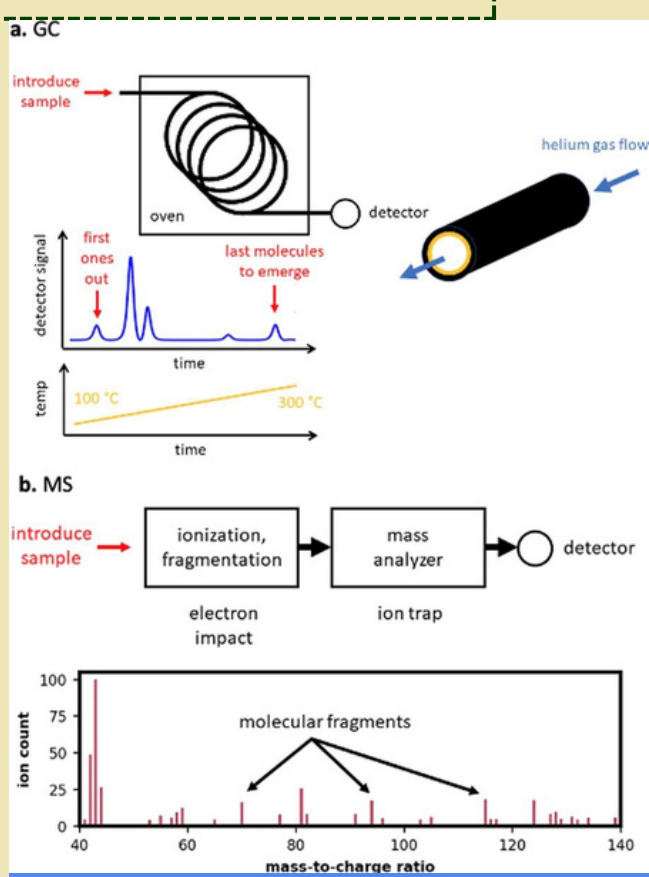 a. GC
introduce
sample
helium gas flow
oven
detector
first
ones
out
last molecules
to emerge
detector signal
time
temp
100 °C
300 °C
time
b. MS
introduce
sample
ionization,
fragmentation
mass
analyzer
detector
electron
impact
ion trap
molecular fragments
ion count
100
75
50
25
0
40
60
80
100
120
140
mass-to-charge ratio